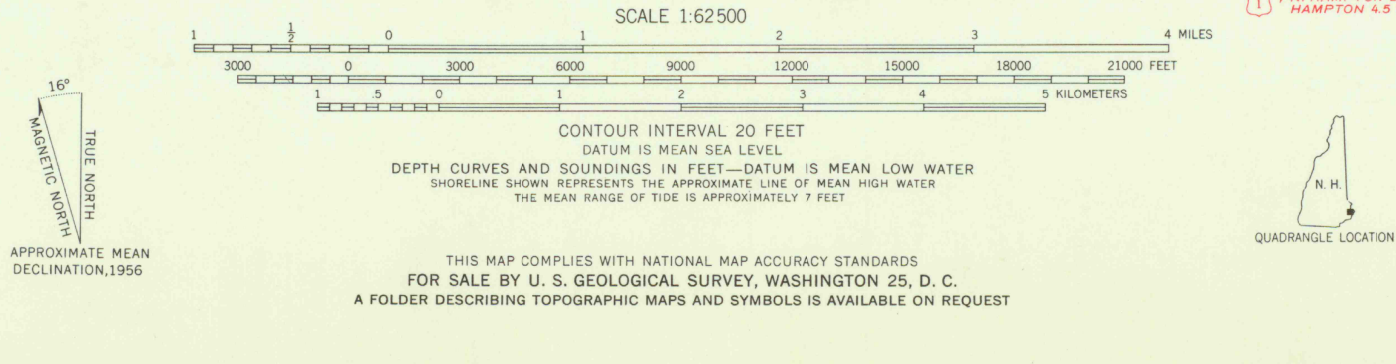 SCALE 1:62500
1 ½ 0 1 2 3 4 MILES
3000 0 3000 6000 9000 12000 15000 18000 21000 FEET
1 .5 0 1 2 3 4 5 KILOMETERS
CONTOUR INTERVAL 20 FEET
DATUM IS MEAN SEA LEVEL
DEPTH CURVES AND SOUNDINGS IN FEET—DATUM IS MEAN LOW WATER
SHORELINE SHOWN REPRESENTS THE APPROXIMATE LINE OF MEAN HIGH WATER
THE MEAN RANGE OF TIDE IS APPROXIMATELY 7 FEET
16°
MAGNETIC NORTH
TRUE NORTH
APPROXIMATE MEAN
DECLINATION, 1956
THIS MAP COMPLIES WITH NATIONAL MAP ACCURACY STANDARDS
FOR SALE BY U. S. GEOLOGICAL SURVEY, WASHINGTON 25, D. C.
A FOLDER DESCRIBING TOPOGRAPHIC MAPS AND SYMBOLS IS AVAILABLE ON REQUEST
1
HAMPTON 4.5
N. H.
QUADRANGLE LOCATION